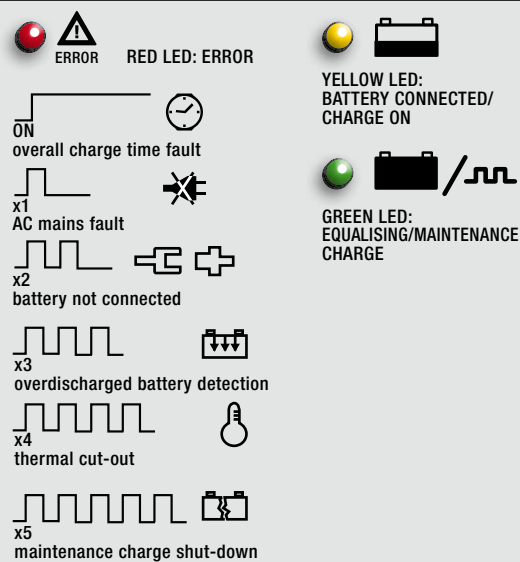 ERROR
RED LED: ERROR
ON
overall charge time fault
x1
AC mains fault
x2
battery not connected
x3
overdischarged battery detection
x4
thermal cut-out
x5
maintenance charge shut-down
YELLOW LED:
BATTERY CONNECTED/
CHARGE ON
GREEN LED:
EQUALISING/MAINTENANCE
CHARGE